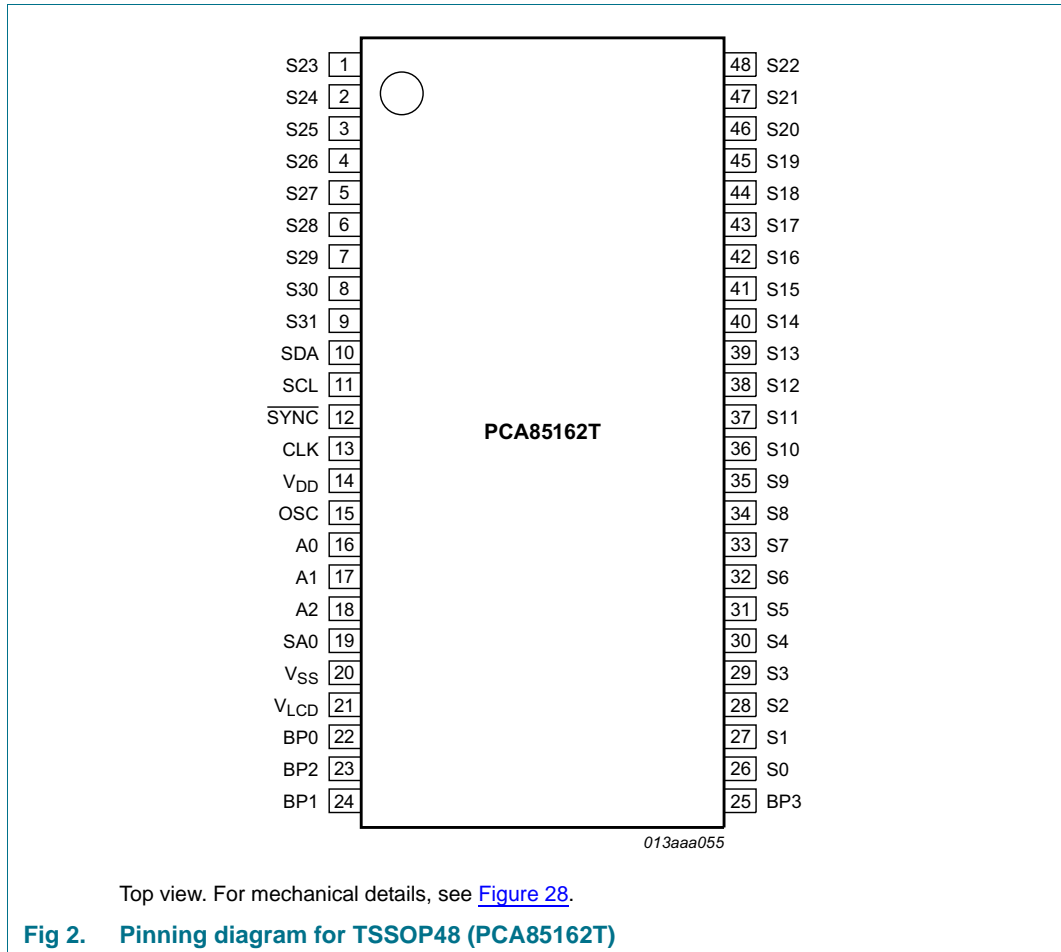 S23 1 48 S22
S24 2 47 S21
S25 3 46 S20
S26 4 45 S19
S27 5 44 S18
S28 6 43 S17
S29 7 42 S16
S30 8 41 S15
S31 9 40 S14
SDA 10 39 S13
SCL 11 38 S12
SYNC 12 37 S11
PCA85162T
CLK 13 36 S10
VDD 14 35 S9
OSC 15 34 S8
A0 16 33 S7
A1 17 32 S6
A2 18 31 S5
SA0 19 30 S4
VSS 20 29 S3
VLCD 21 28 S2
BP0 22 27 S1
BP2 23 26 S0
BP1 24 25 BP3
013aaa055
Top view. For mechanical details, see Figure 28.
Fig 2. Pinning diagram for TSSOP48 (PCA85162T)